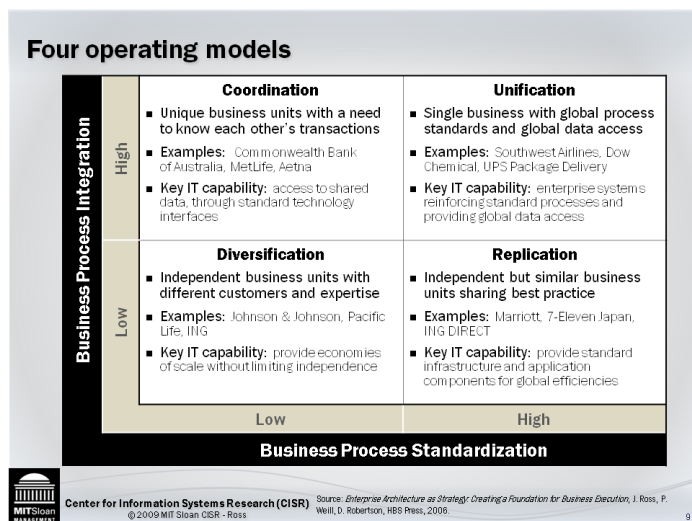 Four operating models
Business Process Integration
High
Low
Coordination
▪ Unique business units with a need
to know each other's transactions
▪ Examples: Commonwealth Bank
of Australia, MetLife, Aetna
▪ Key IT capability: access to shared
data, through standard technology
interfaces
Unification
▪ Single business with global process
standards and global data access
▪ Examples: Southwest Airlines, Dow
Chemical, UPS Package Delivery
▪ Key IT capability: enterprise systems
reinforcing standard processes and
providing global data access
Diversification
▪ Independent business units with
different customers and expertise
▪ Examples: Johnson & Johnson, Pacific
Life, ING
▪ Key IT capability: provide economies
of scale without limiting independence
Replication
▪ Independent but similar business
units sharing best practice
▪ Examples: Marriott, 7-Eleven Japan,
ING DIRECT
▪ Key IT capability: provide standard
infrastructure and application
components for global efficiencies
Low
High
Business Process Standardization
MITSloan
MANAGEMENT
Center for Information Systems Research (CISR)
© 2009 MIT Sloan CISR - Ross
Source: Enterprise Architecture as Strategy: Creating a Foundation for Business Execution, J. Ross, P.
Weill, D. Robertson, HBS Press, 2006.
9